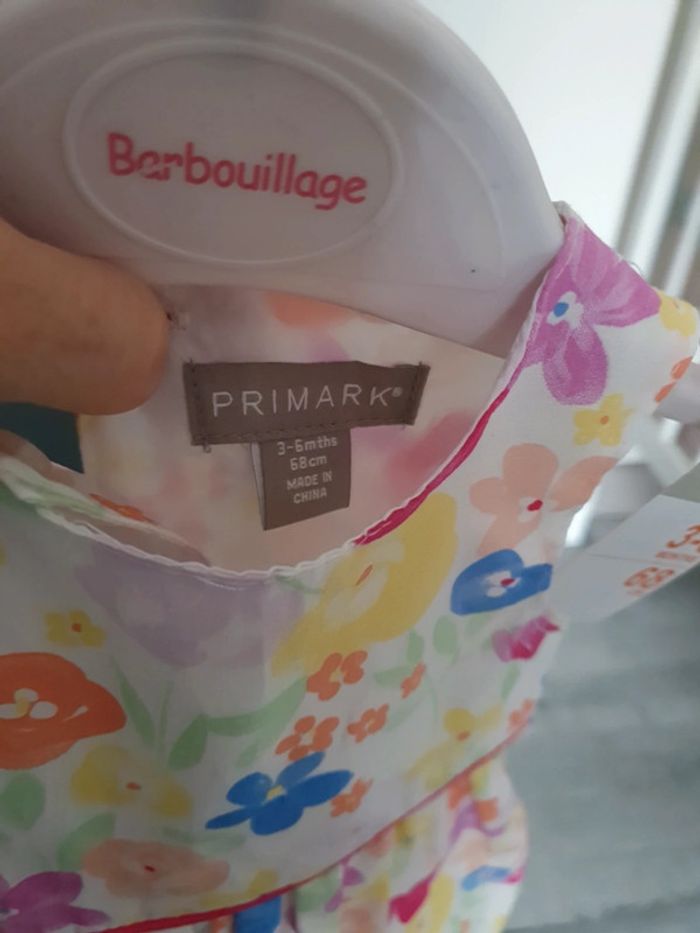 Barbouillage
PRIMARK®
3-6mths
68cm
MADE IN
CHINA